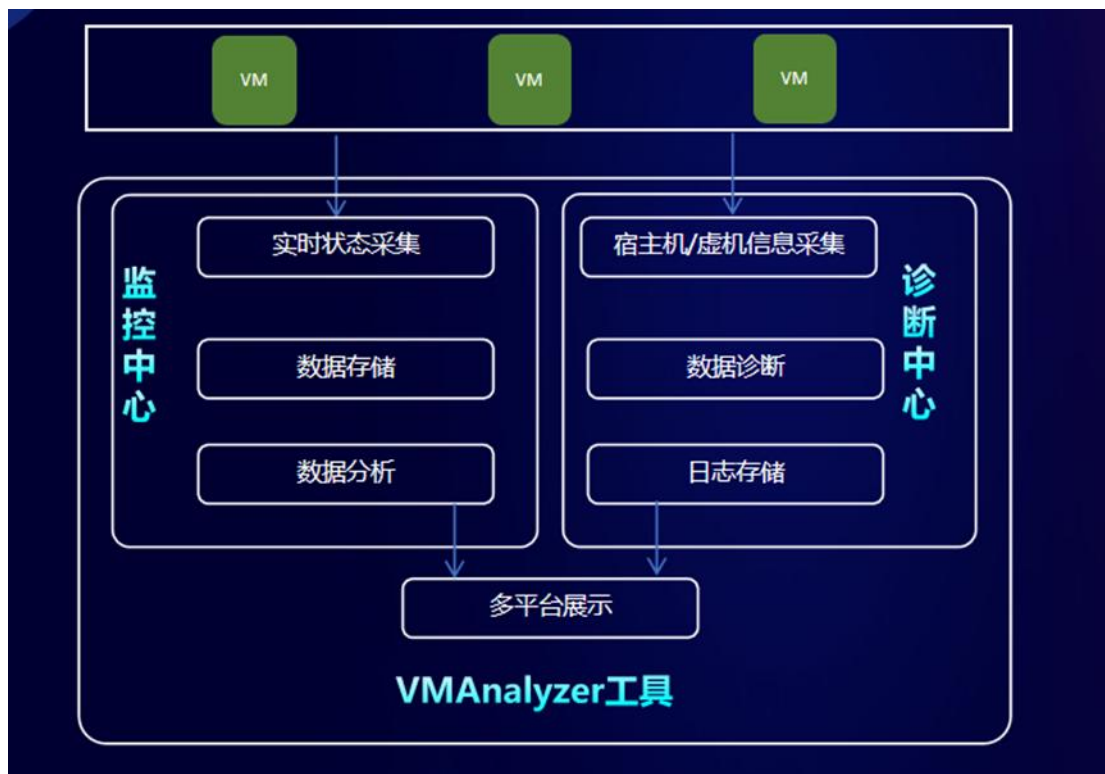 VM
VM
VM
监控中心
实时状态采集
数据存储
数据分析
宿主机/虚机信息采集
数据诊断
日志存储
诊断中心
多平台展示
VMAnalyzer工具